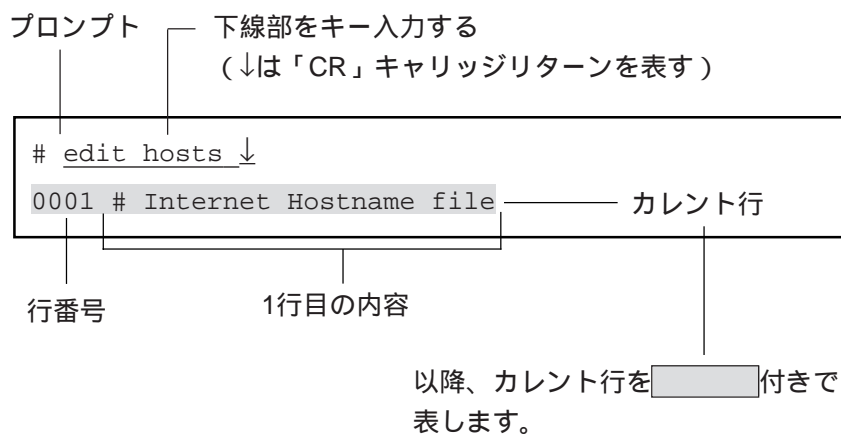 プロンプト
下線部をキー入力する
(↓は「CR」キャリッジリターンを表す)
# edit hosts ↓
0001 # Internet Hostname file
カレント行
行番号
1行目の内容
以降、カレント行を 付きで
表します。